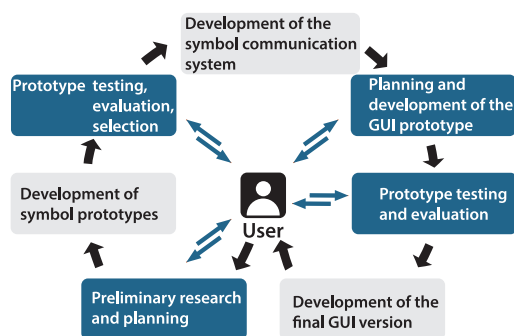 Development of the
symbol communication
system
Prototype testing,
evaluation,
selection
Planning and
development of the
GUI prototype
Development of
symbol prototypes
User
Prototype testing
and evaluation
Preliminary research
and planning
Development of the
final GUI version